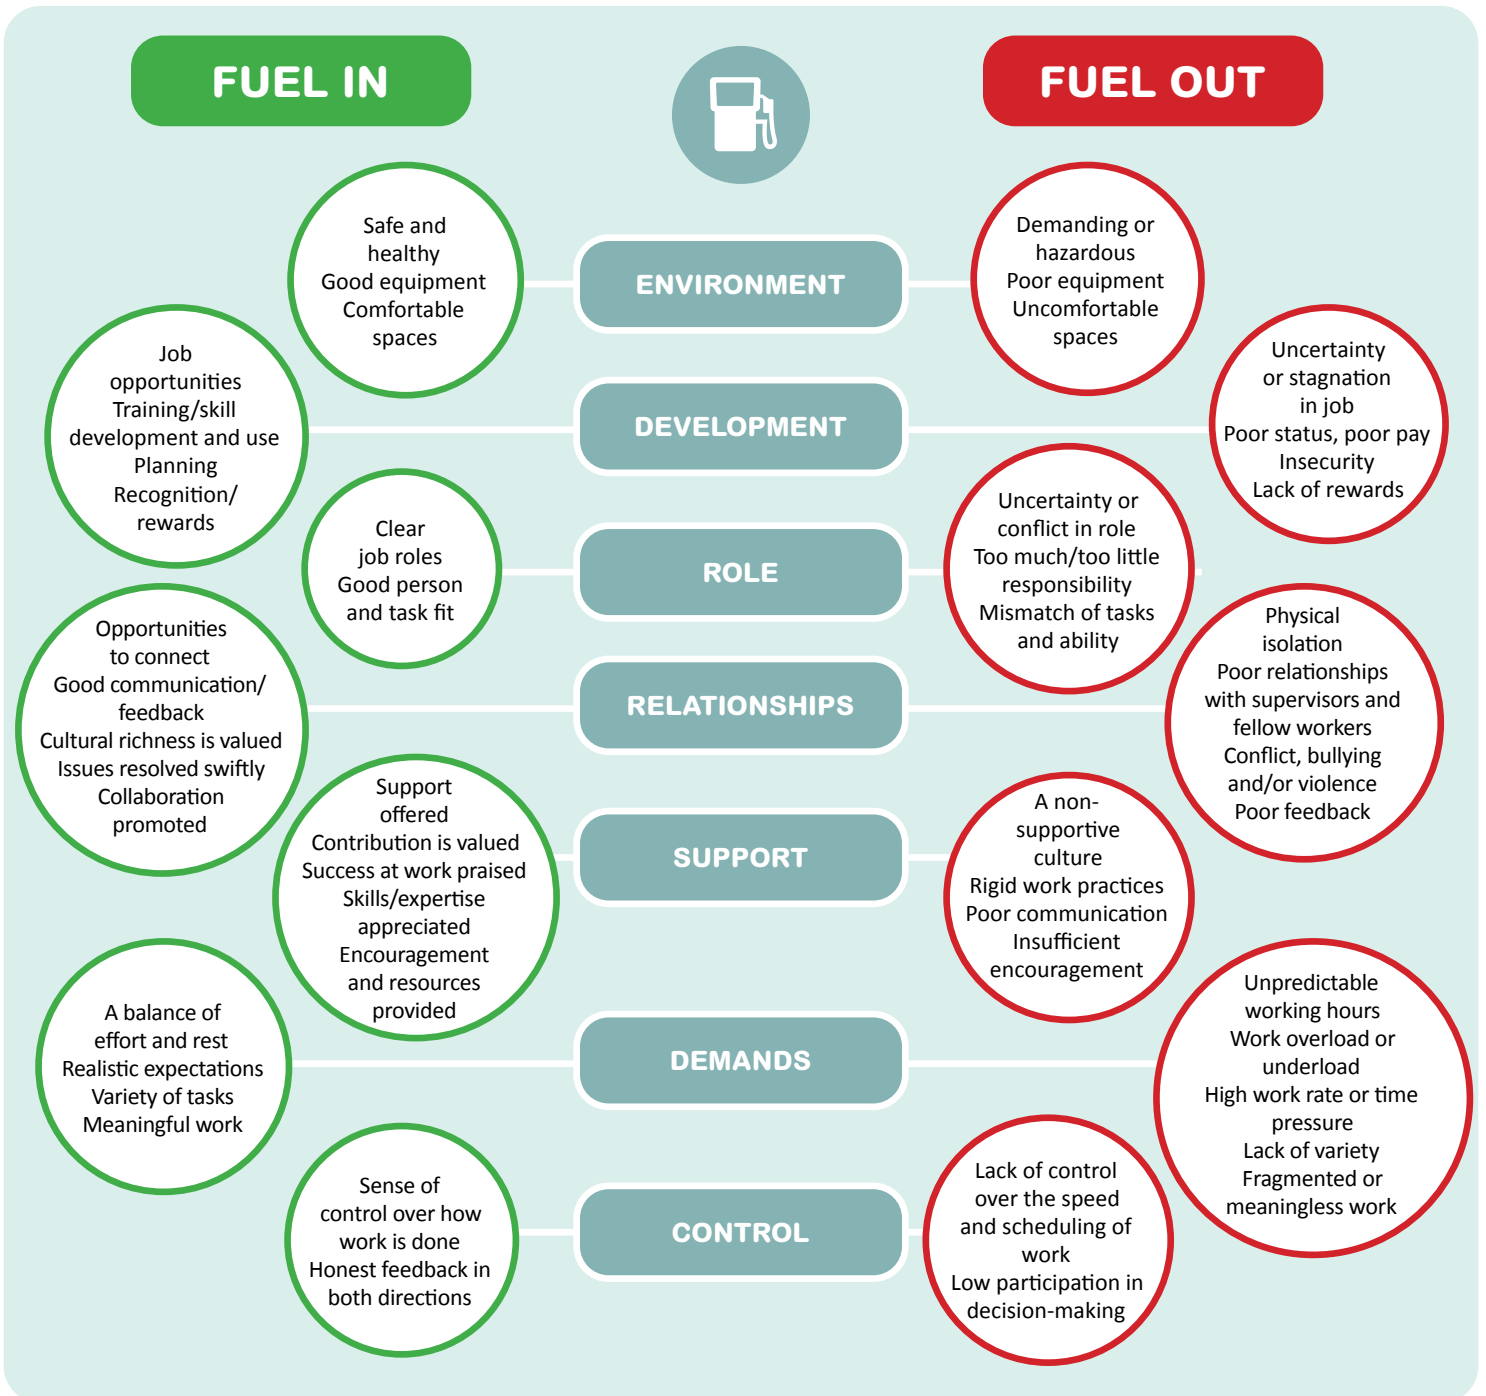 FUEL IN
FUEL OUT
Safe and
healthy
Good equipment
Comfortable
spaces
ENVIRONMENT
Demanding or
hazardous
Poor equipment
Uncomfortable
spaces
Job
opportunities
Training/skill
development and use
Planning
Recognition/
rewards
DEVELOPMENT
Uncertainty
or stagnation
in job
Poor status, poor pay
Insecurity
Lack of rewards
Clear
job roles
Good person
and task fit
ROLE
Uncertainty or
conflict in role
Too much/too little
responsibility
Mismatch of tasks
and ability
Opportunities
to connect
Good communication/
feedback
Cultural richness is valued
Issues resolved swiftly
Collaboration
promoted
RELATIONSHIPS
Physical
isolation
Poor relationships
with supervisors and
fellow workers
Conflict, bullying
and/or violence
Poor feedback
Support
offered
Contribution is valued
Success at work praised
Skills/expertise
appreciated
Encouragement
and resources
provided
SUPPORT
A non-
supportive
culture
Rigid work practices
Poor communication
Insufficient
encouragement
A balance of
effort and rest
Realistic expectations
Variety of tasks
Meaningful work
DEMANDS
Unpredictable
working hours
Work overload or
underload
High work rate or time
pressure
Lack of variety
Fragmented or
meaningless work
Sense of
control over how
work is done
Honest feedback in
both directions
CONTROL
Lack of control
over the speed
and scheduling of
work
Low participation in
decision-making